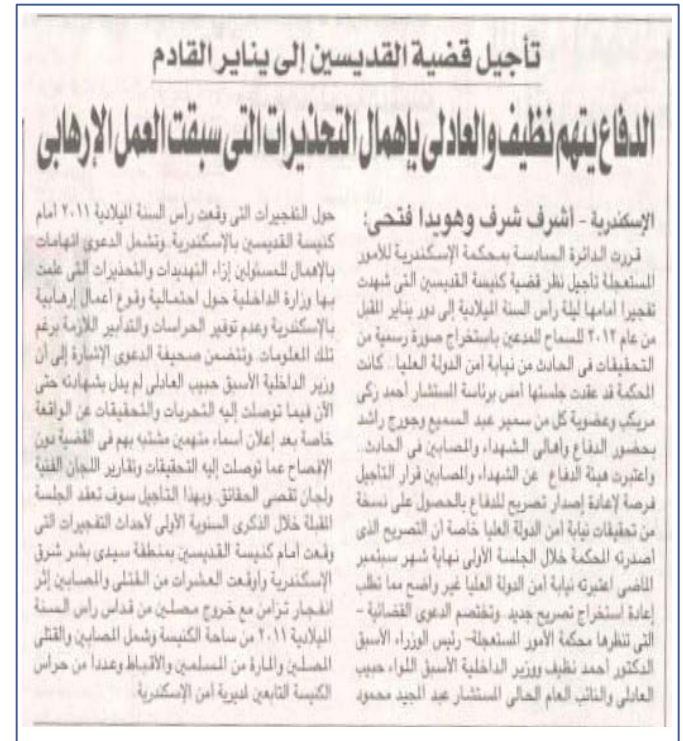 تأجيل قضية القديسين إلى يناير القادم
الدفاع يتهم نظيف والعادلى بإهمال التحذيرات التى سبقت العمل الإرهابى
الإسكندرية - أشرف شرف وهويدا فتحى:
قررت الدائرة السادسة بمحكمة الإسكندرية للأمور
المستعجلة تأجيل نظر قضية كنيسة القديسين التى شهدت
تفجيرا أمامها ليلة رأس السنة الميلادية إلى دور يناير المقبل
من عام ٢٠١٢ للسماح للمدعين باستخراج صورة رسمية من
التحقيقات فى الحادث من نيابة أمن الدولة العليا.. كانت
المحكمة قد عقدت جلستها أمس برئاسة المستشار أحمد زكى
مريكب وعضوية كل من سمير عبد السميع وجورج راشد
بحضور الدفاع وأهالى الشهداء والمصابين فى الحادث..
واعتبرت هيئة الدفاع عن الشهداء والمصابين قرار التأجيل
فرصة لإعادة إصدار تصريح للدفاع بالحصول على نسخة
من تحقيقات نيابة أمن الدولة العليا خاصة أن التصريح الذى
أصدرته المحكمة خلال الجلسة الأولى نهاية شهر سبتمبر
الماضى اعتبرته نيابة أمن الدولة العليا غير واضح مما تطلب
إعادة استخراج تصريح جديد. وتختصم الدعوى القضائية -
التى تنظرها محكمة الأمور المستعجلة- رئيس الوزراء الأسبق
الدكتور أحمد نظيف ووزير الداخلية الأسبق اللواء حبيب
العادلى والنائب العام الحالى المستشار عبد المجيد محمود
حول التفجيرات التى وقعت رأس السنة الميلادية ٢٠١١ أمام
كنيسة القديسين بالإسكندرية. وتشمل الدعوى اتهامات
بالإهمال للمسئولين إزاء التهديدات والتحذيرات التى علمت
بها وزارة الداخلية حول احتمالية وقوع أعمال إرهابية
بالإسكندرية وعدم توفير الحراسات والتدابير اللازمة برغم
تلك المعلومات. وتتضمن صحيفة الدعوى الإشارة إلى أن
وزير الداخلية الأسبق حبيب العادلى لم يدل بشهادته حتى
الآن فيما توصلت إليه التحريات والتحقيقات عن الواقعة
خاصة بعد إعلان أسماء متهمين مشتبه بهم فى القضية دون
الإفصاح عما توصلت إليه التحقيقات وتقارير اللجان الفنية
ولجان تقصى الحقائق. وبهذا التأجيل سوف تعقد الجلسة
المقبلة خلال الذكرى السنوية الأولى لأحداث التفجيرات التى
وقعت أمام كنيسة القديسين بمنطقة سيدى بشر شرق
الإسكندرية وأوقعت العشرات من القتلى والمصابين إثر
انفجار تزامن مع خروج مصلين من قداس رأس السنة
الميلادية ٢٠١١ من ساحة الكنيسة وشمل المصابين والقتلى
المصلين والمارة من المسلمين والأقباط وعددا من حراس
الكنيسة التابعين لمديرية أمن الإسكندرية.